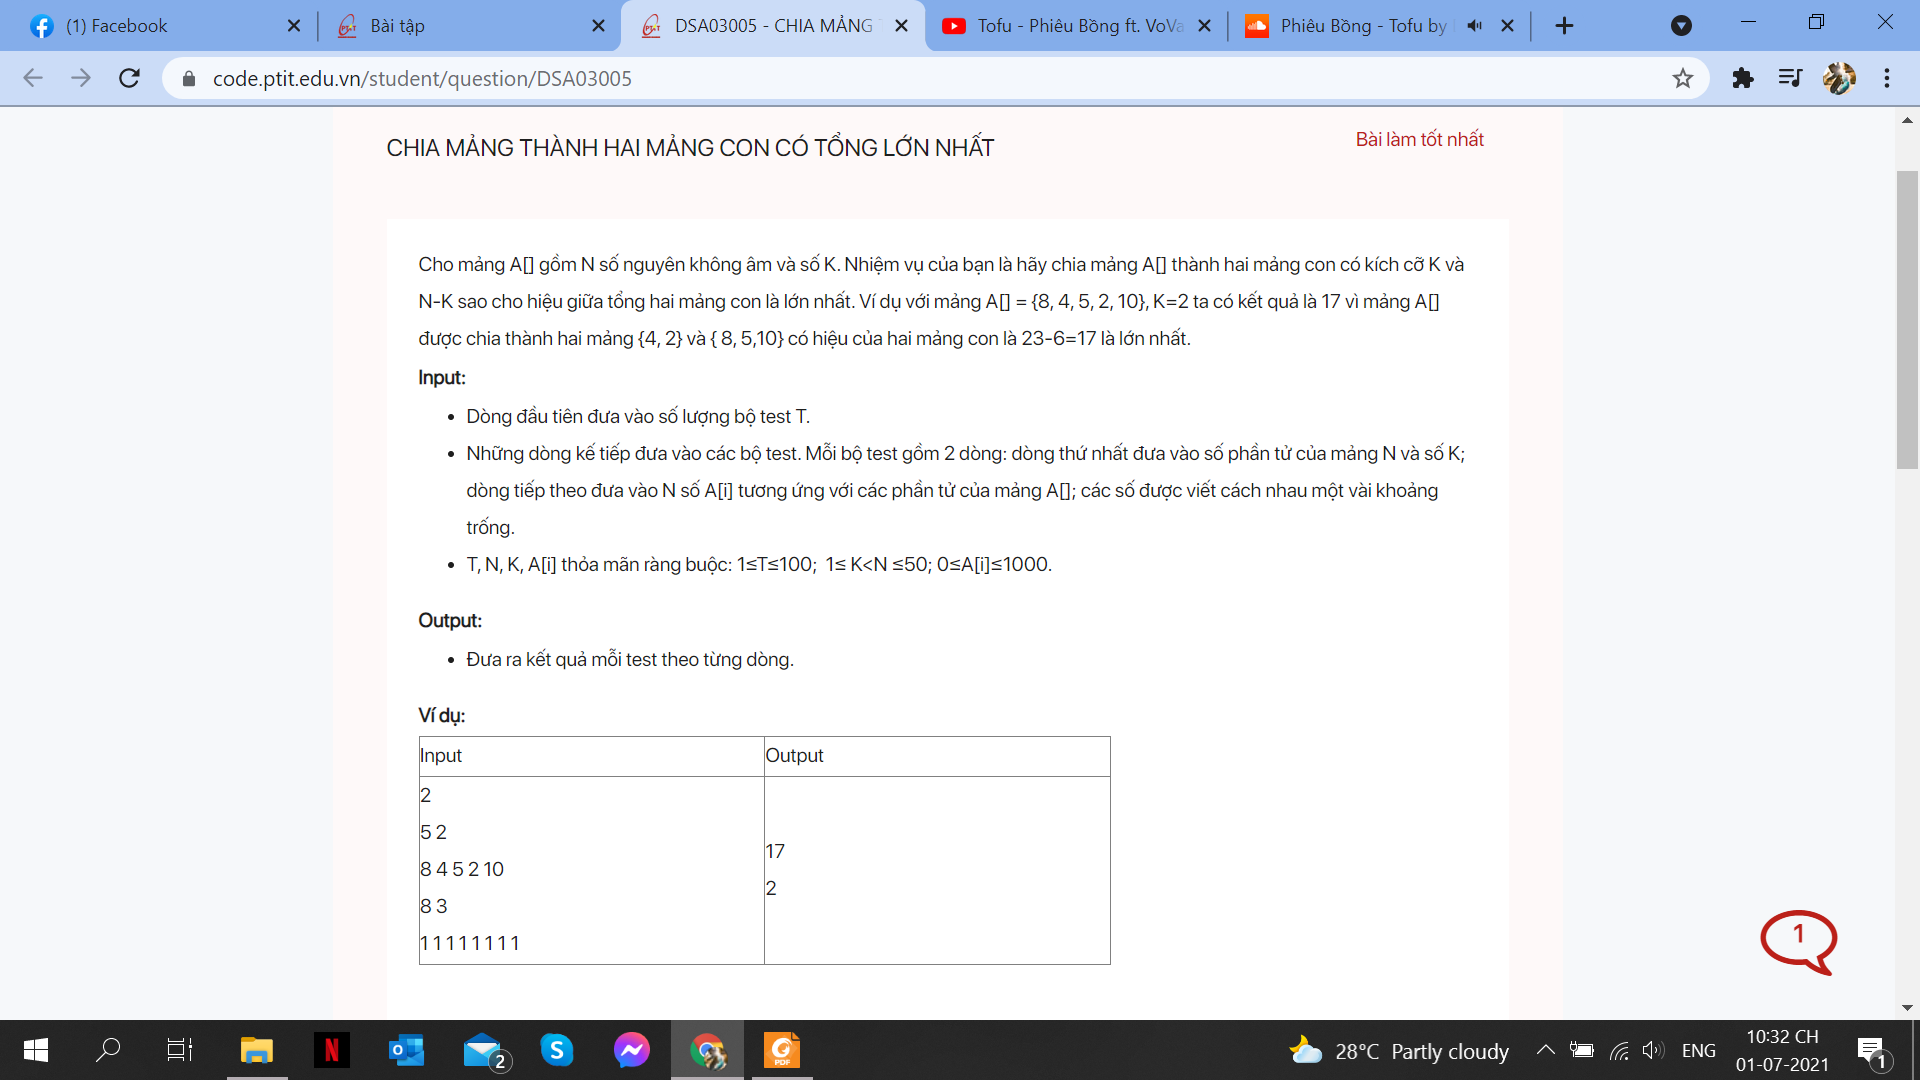 (1) Facebook
Bài tập
DSA03005 - CHIA MẢNG
Tofu - Phiêu Bồng ft. VoVa
Phiêu Bồng - Tofu by
code.ptit.edu.vn/student/question/DSA03005
CHIA MẢNG THÀNH HAI MẢNG CON CÓ TỔNG LỚN NHẤT
Bài làm tốt nhất
Cho mảng A[] gồm N số nguyên không âm và số K. Nhiệm vụ của bạn là hãy chia mảng A[] thành hai mảng con có kích cỡ K và
N-K sao cho hiệu giữa tổng hai mảng con là lớn nhất. Ví dụ với mảng A[] = {8, 4, 5, 2, 10}, K=2 ta có kết quả là 17 vì mảng A[]
được chia thành hai mảng {4, 2} và { 8, 5,10} có hiệu của hai mảng con là 23-6=17 là lớn nhất.
Input:
• Dòng đầu tiên đưa vào số lượng bộ test T.
• Những dòng kế tiếp đưa vào các bộ test. Mỗi bộ test gồm 2 dòng: dòng thứ nhất đưa vào số phần tử của mảng N và số K;
dòng tiếp theo đưa vào N số A[i] tương ứng với các phần tử của mảng A[]; các số được viết cách nhau một vài khoảng
trống.
• T, N, K, A[i] thỏa mãn ràng buộc: 1≤T≤100;  1≤ K<N ≤50; 0≤A[i]≤1000.
Output:
• Đưa ra kết quả mỗi test theo từng dòng.
Ví dụ:
Input
Output
2
5 2
8 4 5 2 10
8 3
1 1 1 1 1 1 1 1
17
2
1
N
2
S
PDF
28°C Partly cloudy
ENG
10:32 CH
01-07-2021
1